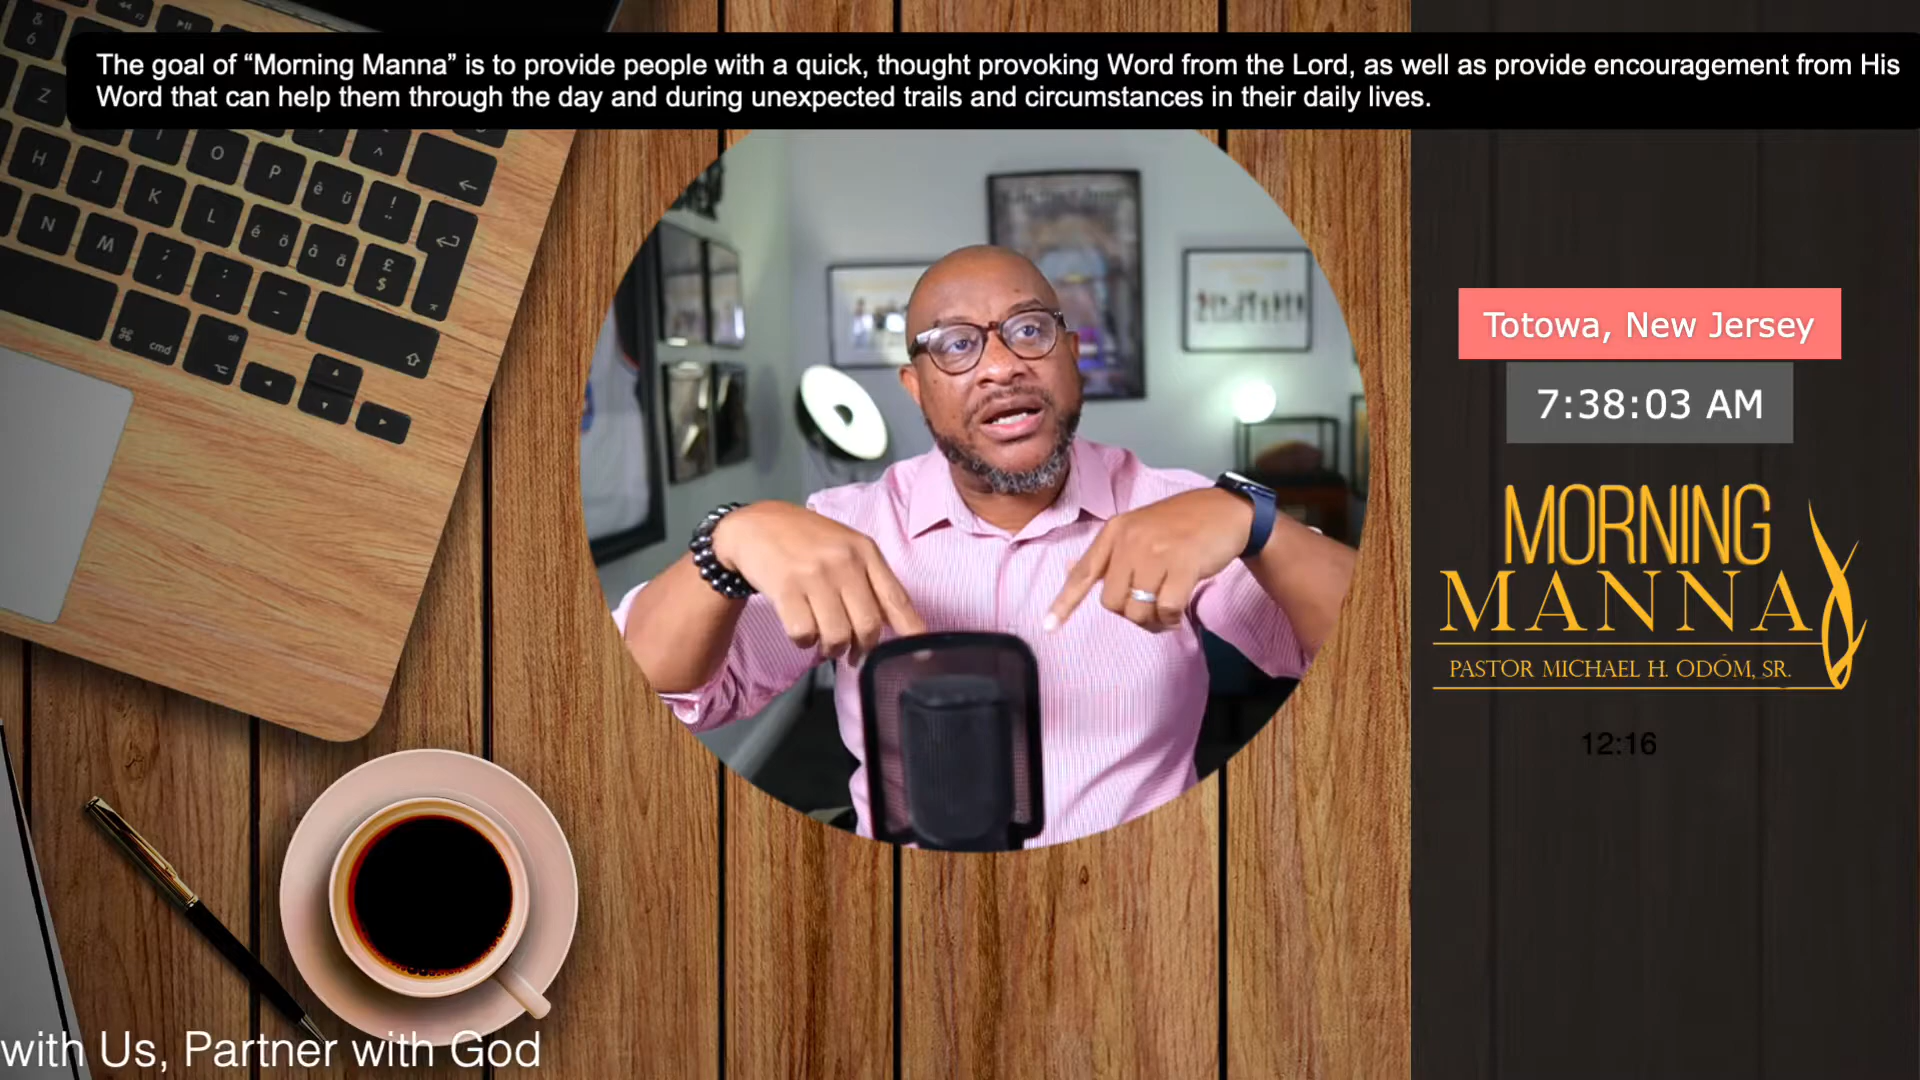 The goal of “Morning Manna” is to provide people with a quick, thought provoking Word from the Lord, as well as provide encouragement from His
Word that can help them through the day and during unexpected trails and circumstances in their daily lives.
Totowa, New Jersey
7:38:03 AM
MORNING
MANNA
PASTOR MICHAEL H. ODOM, SR.
12:16
with Us, Partner with God
&
6
Z
H
J
K
L
I
O
P
è
ü
!
N
M
é
ö
à
ä
£
$
;
:
-
⌘
cmd